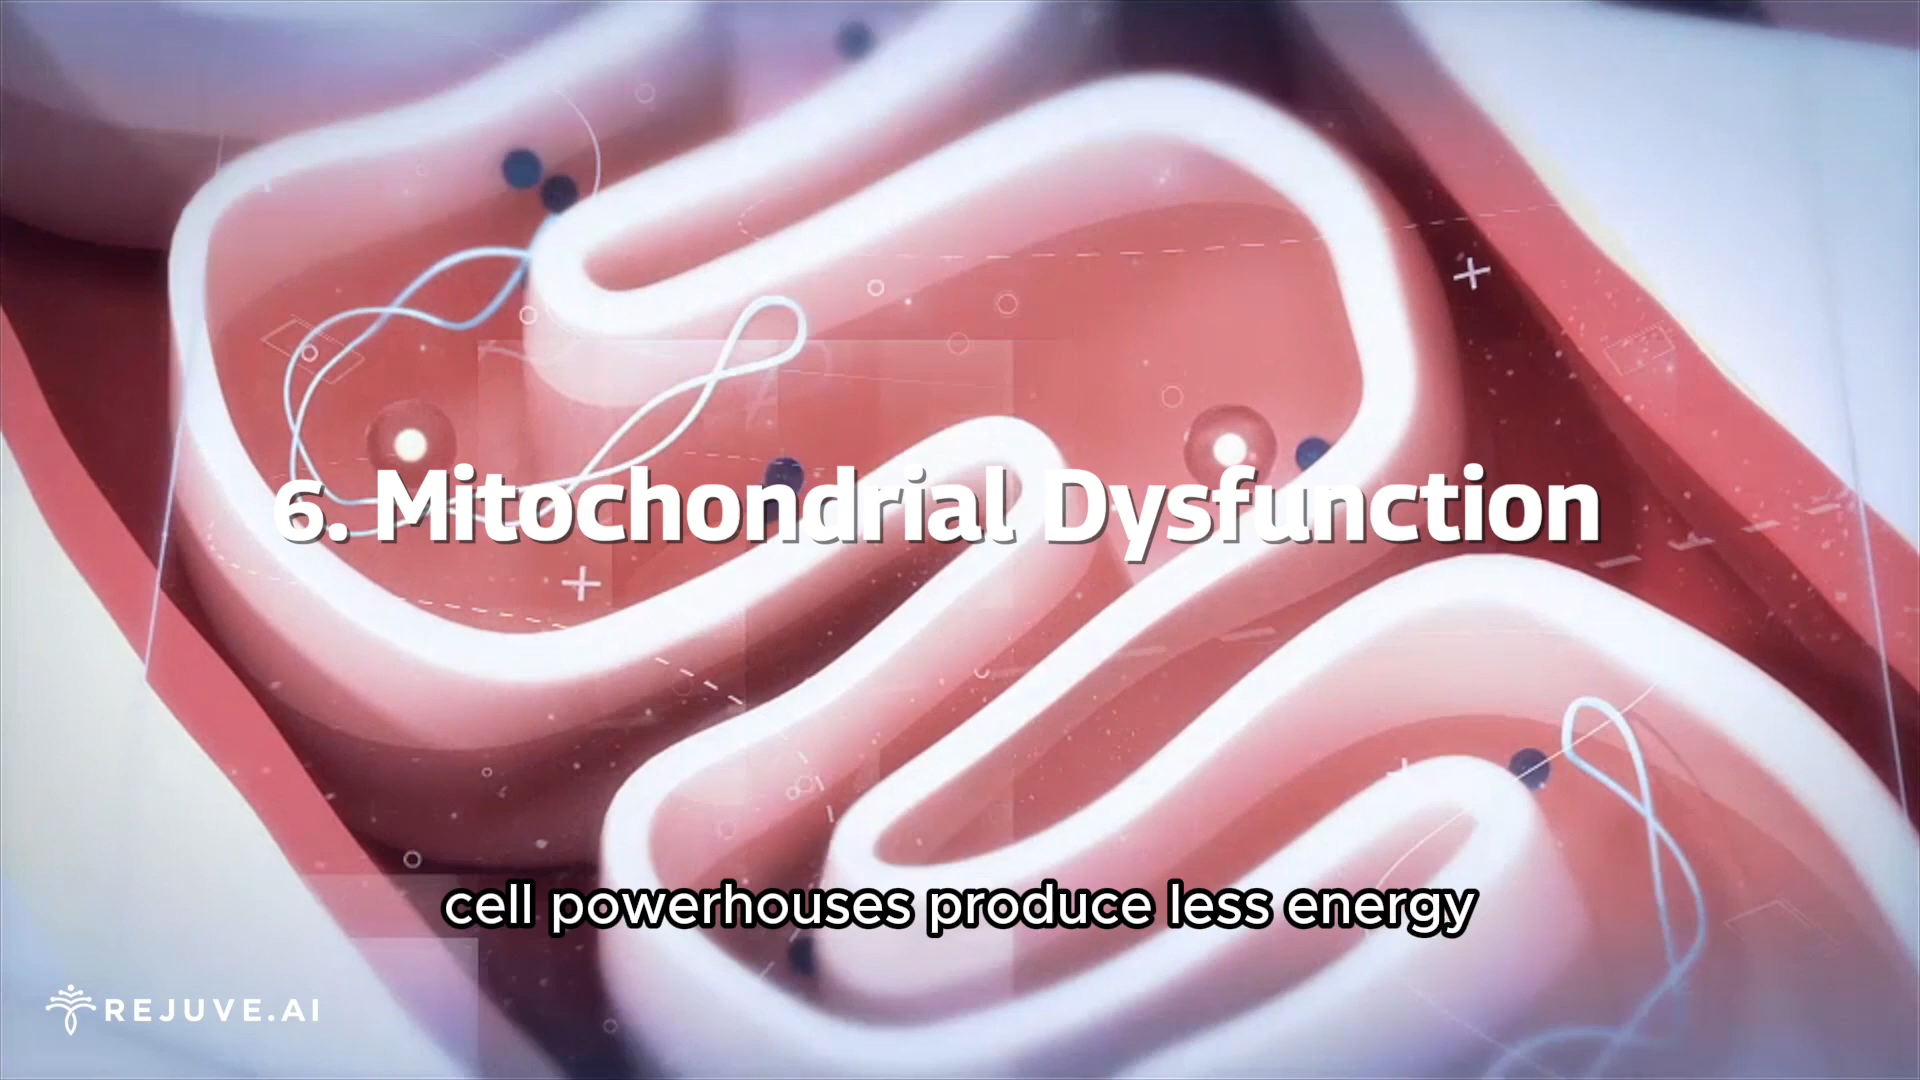 6. Mitochondrial Dysfunction
cell powerhouses produce less energy
REJUVE.AI